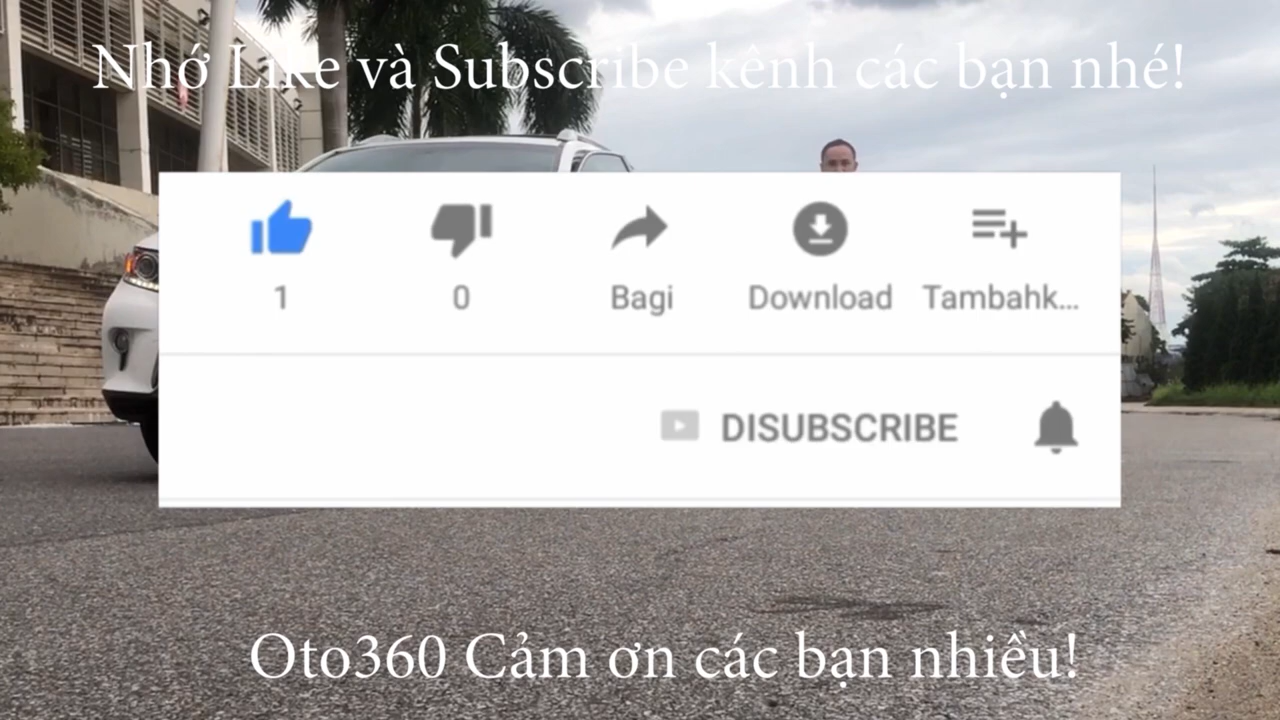 Nhớ Like và Subscribe kênh các bạn nhé!
1 0 Bagi Download Tambahk...
DISUBSCRIBE
Oto360 Cảm ơn các bạn nhiều!